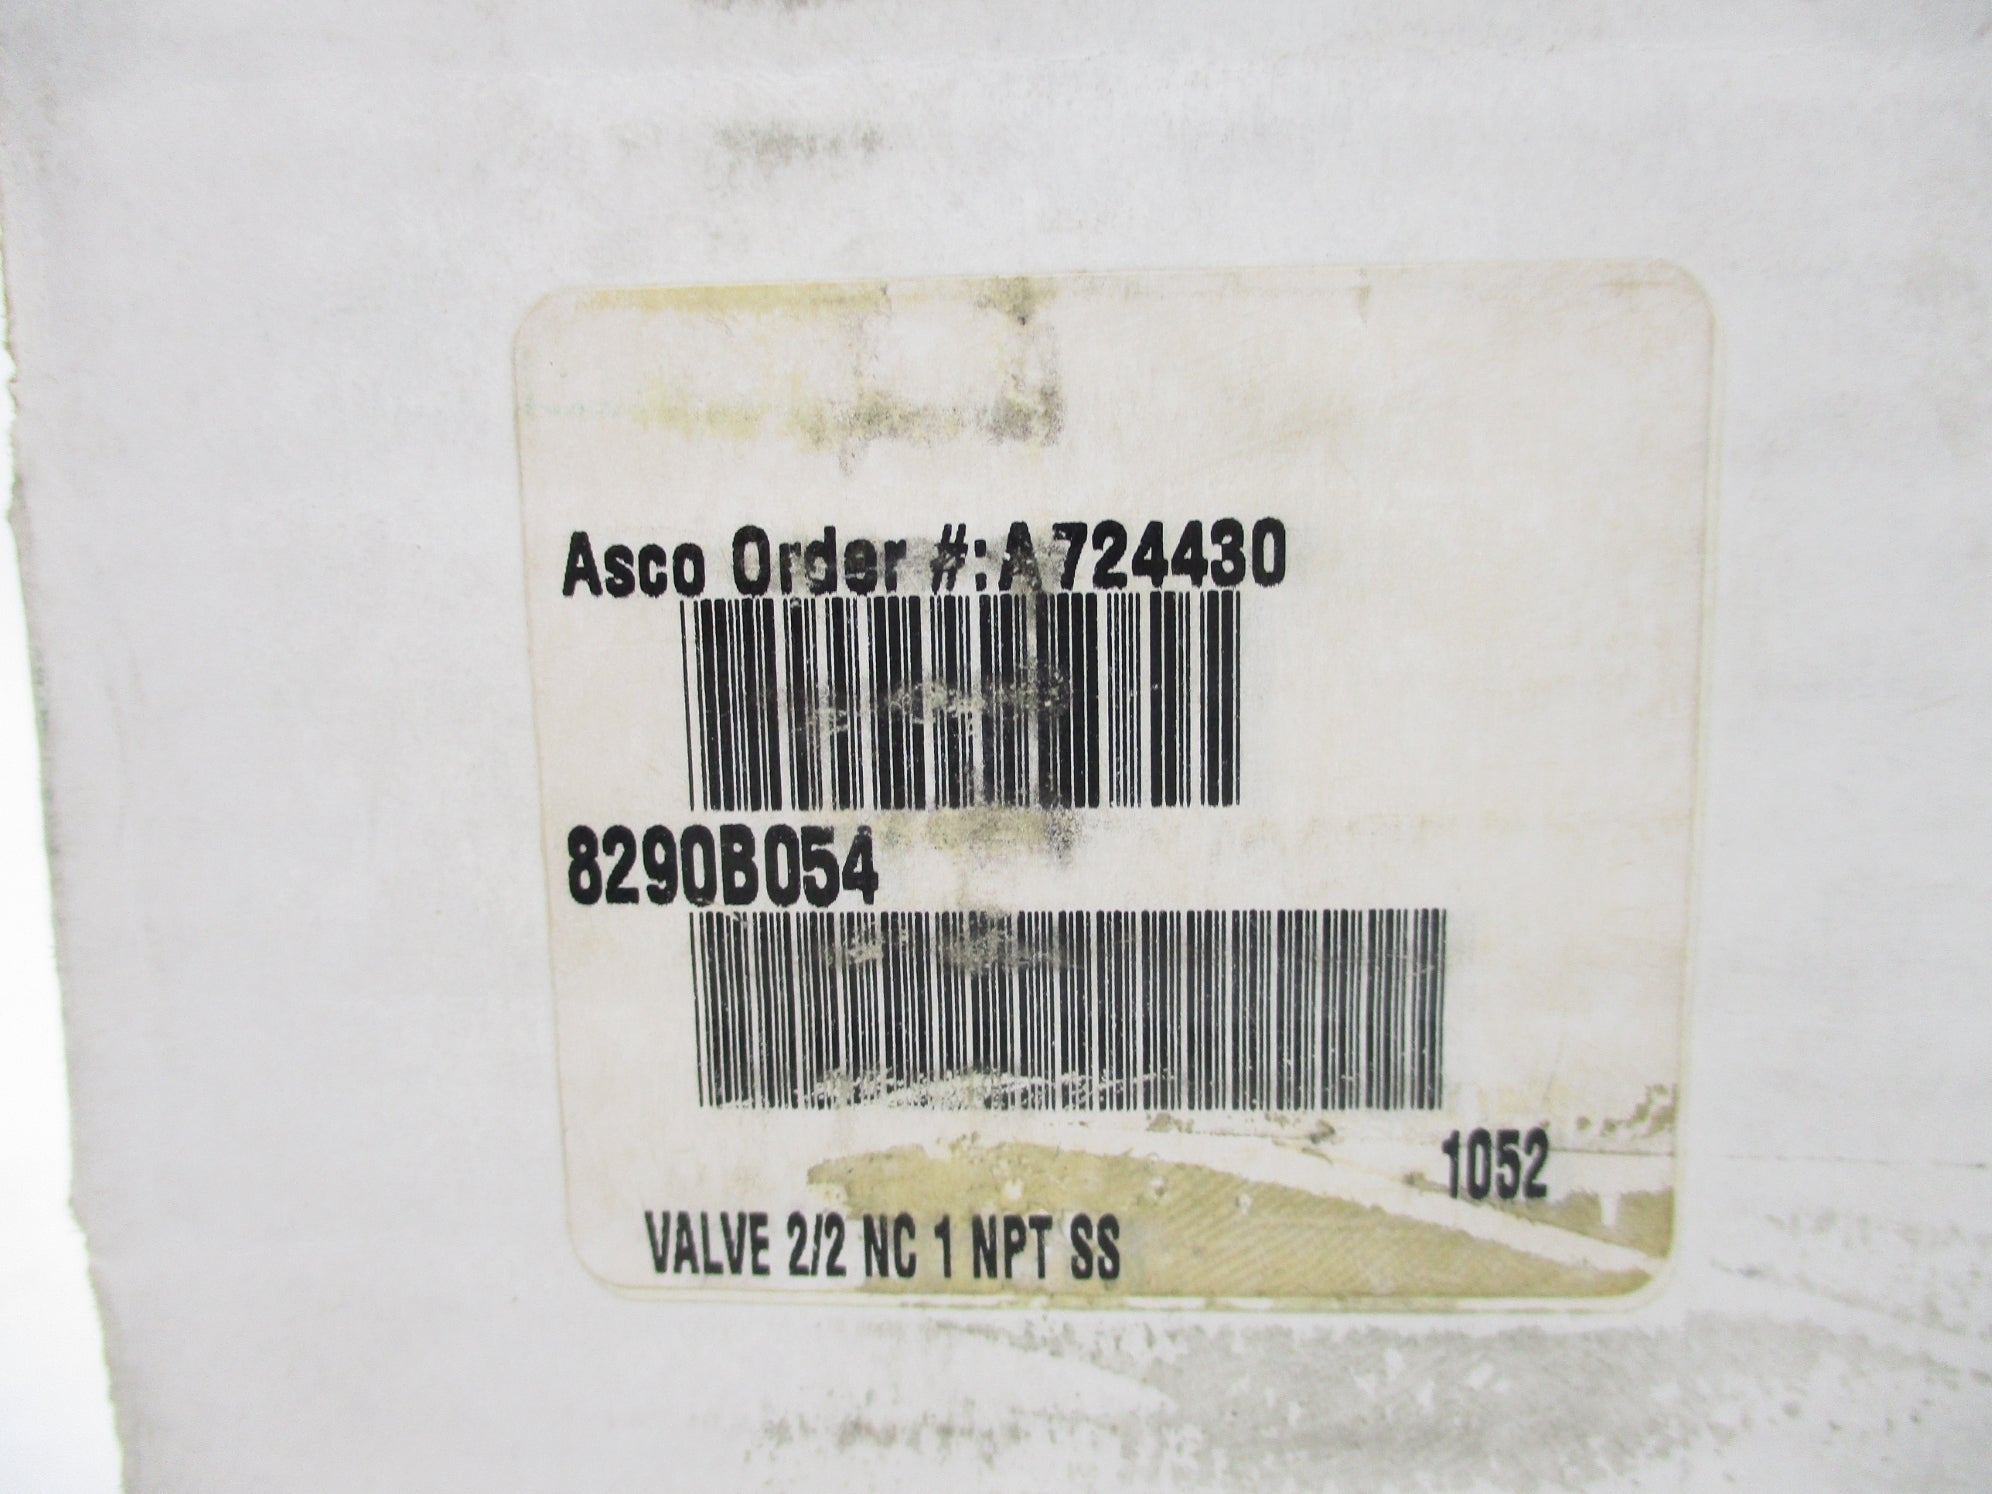 Asco Order #:A724430
8290B054
1052
VALVE 2/2 NC 1 NPT SS